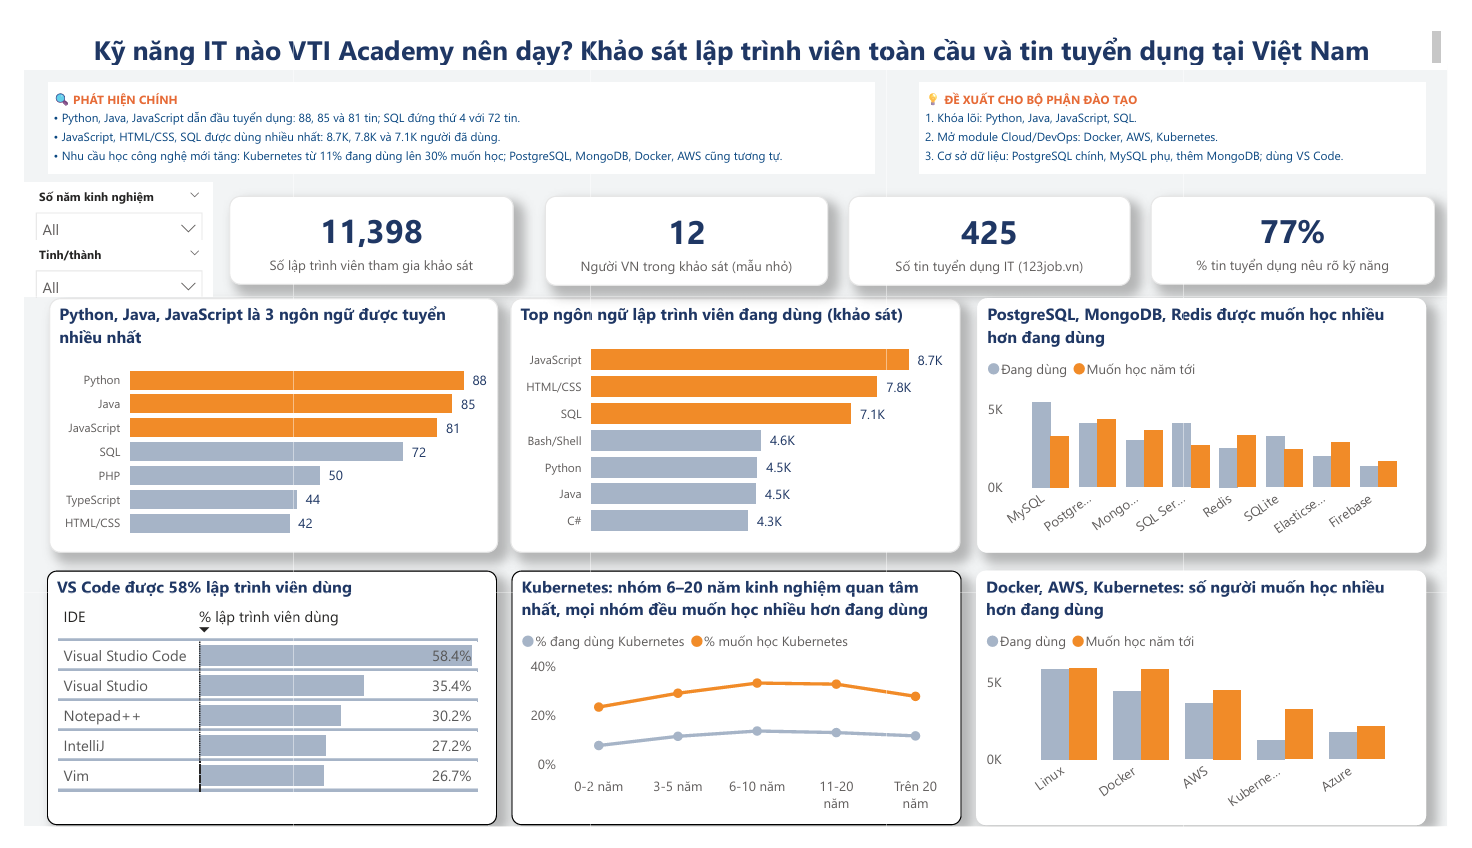 Kỹ năng IT nào VTI Academy nên dạy? Khảo sát lập trình viên toàn cầu và tin tuyển dụng tại Việt Nam
🔍 PHÁT HIỆN CHÍNH
• Python, Java, JavaScript dẫn đầu tuyển dụng: 88, 85 và 81 tin; SQL đứng thứ 4 với 72 tin.
• JavaScript, HTML/CSS, SQL được dùng nhiều nhất: 8.7K, 7.8K và 7.1K người đã dùng.
• Nhu cầu học công nghệ mới tăng: Kubernetes từ 11% đang dùng lên 30% muốn học; PostgreSQL, MongoDB, Docker, AWS cũng tương tự.
💡 ĐỀ XUẤT CHO BỘ PHẬN ĐÀO TẠO
1. Khóa lõi: Python, Java, JavaScript, SQL.
2. Mở module Cloud/DevOps: Docker, AWS, Kubernetes.
3. Cơ sở dữ liệu: PostgreSQL chính, MySQL phụ, thêm MongoDB; dùng VS Code.
Số năm kinh nghiệm
All
Tỉnh/thành
All
11,398
Số lập trình viên tham gia khảo sát
12
Người VN trong khảo sát (mẫu nhỏ)
425
Số tin tuyển dụng IT (123job.vn)
77%
% tin tuyển dụng nêu rõ kỹ năng
Python, Java, JavaScript là 3 ngôn ngữ được tuyển
nhiều nhất
Python 88
Java 85
JavaScript 81
SQL 72
PHP 50
TypeScript 44
HTML/CSS 42
Top ngôn ngữ lập trình viên đang dùng (khảo sát)
JavaScript 8.7K
HTML/CSS 7.8K
SQL 7.1K
Bash/Shell 4.6K
Python 4.5K
Java 4.5K
C# 4.3K
PostgreSQL, MongoDB, Redis được muốn học nhiều
hơn đang dùng
Đang dùng Muốn học năm tới
5K
0K
MySQL Postgre... Mongo... SQL Ser... Redis SQLite Elasticse... Firebase
VS Code được 58% lập trình viên dùng
IDE % lập trình viên dùng
Visual Studio Code 58.4%
Visual Studio 35.4%
Notepad++ 30.2%
IntelliJ 27.2%
Vim 26.7%
Kubernetes: nhóm 6–20 năm kinh nghiệm quan tâm
nhất, mọi nhóm đều muốn học nhiều hơn đang dùng
% đang dùng Kubernetes % muốn học Kubernetes
40%
20%
0%
0-2 năm 3-5 năm 6-10 năm 11-20 năm Trên 20 năm
Docker, AWS, Kubernetes: số người muốn học nhiều
hơn đang dùng
Đang dùng Muốn học năm tới
5K
0K
Linux Docker AWS Kuberne... Azure